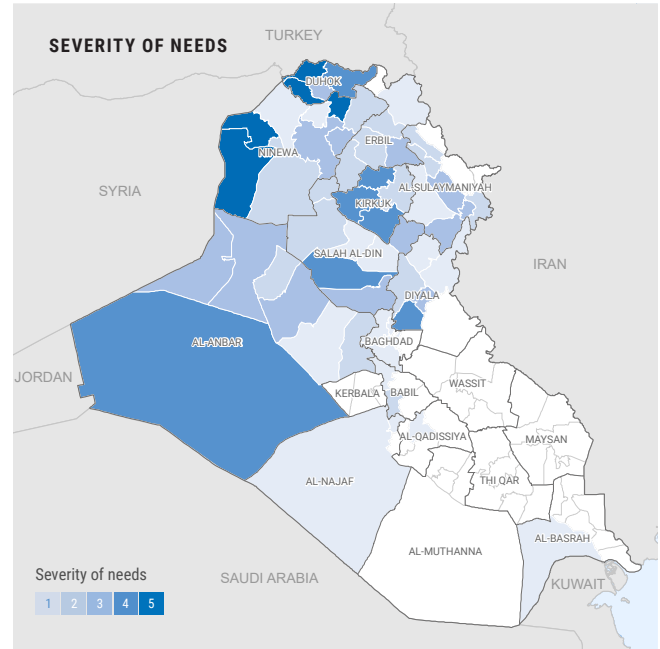 SEVERITY OF NEEDS
TURKEY
DUHOK
ERBIL
NINEWA
SYRIA
AL-SULAYMANIYAH
KIRKUK
SALAH AL-DIN
IRAN
DIYALA
AL-ANBAR
BAGHDAD
JORDAN
WASSIT
KERBALA
BABIL
AL-QADISSIYA
MAYSAN
AL-NAJAF
THI QAR
AL-BASRAH
AL-MUTHANNA
Severity of needs
SAUDI ARABIA
KUWAIT
1 2 3 4 5